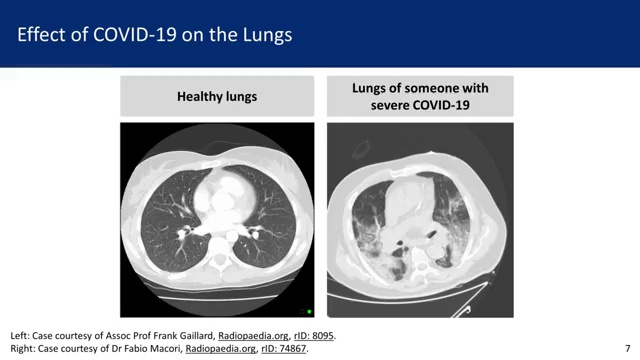 Effect of COVID-19 on the Lungs
Healthy lungs
Lungs of someone with
severe COVID-19
Left: Case courtesy of Assoc Prof Frank Gaillard, Radiopaedia.org, rID: 8095.
Right: Case courtesy of Dr Fabio Macori, Radiopaedia.org, rID: 74867.
7